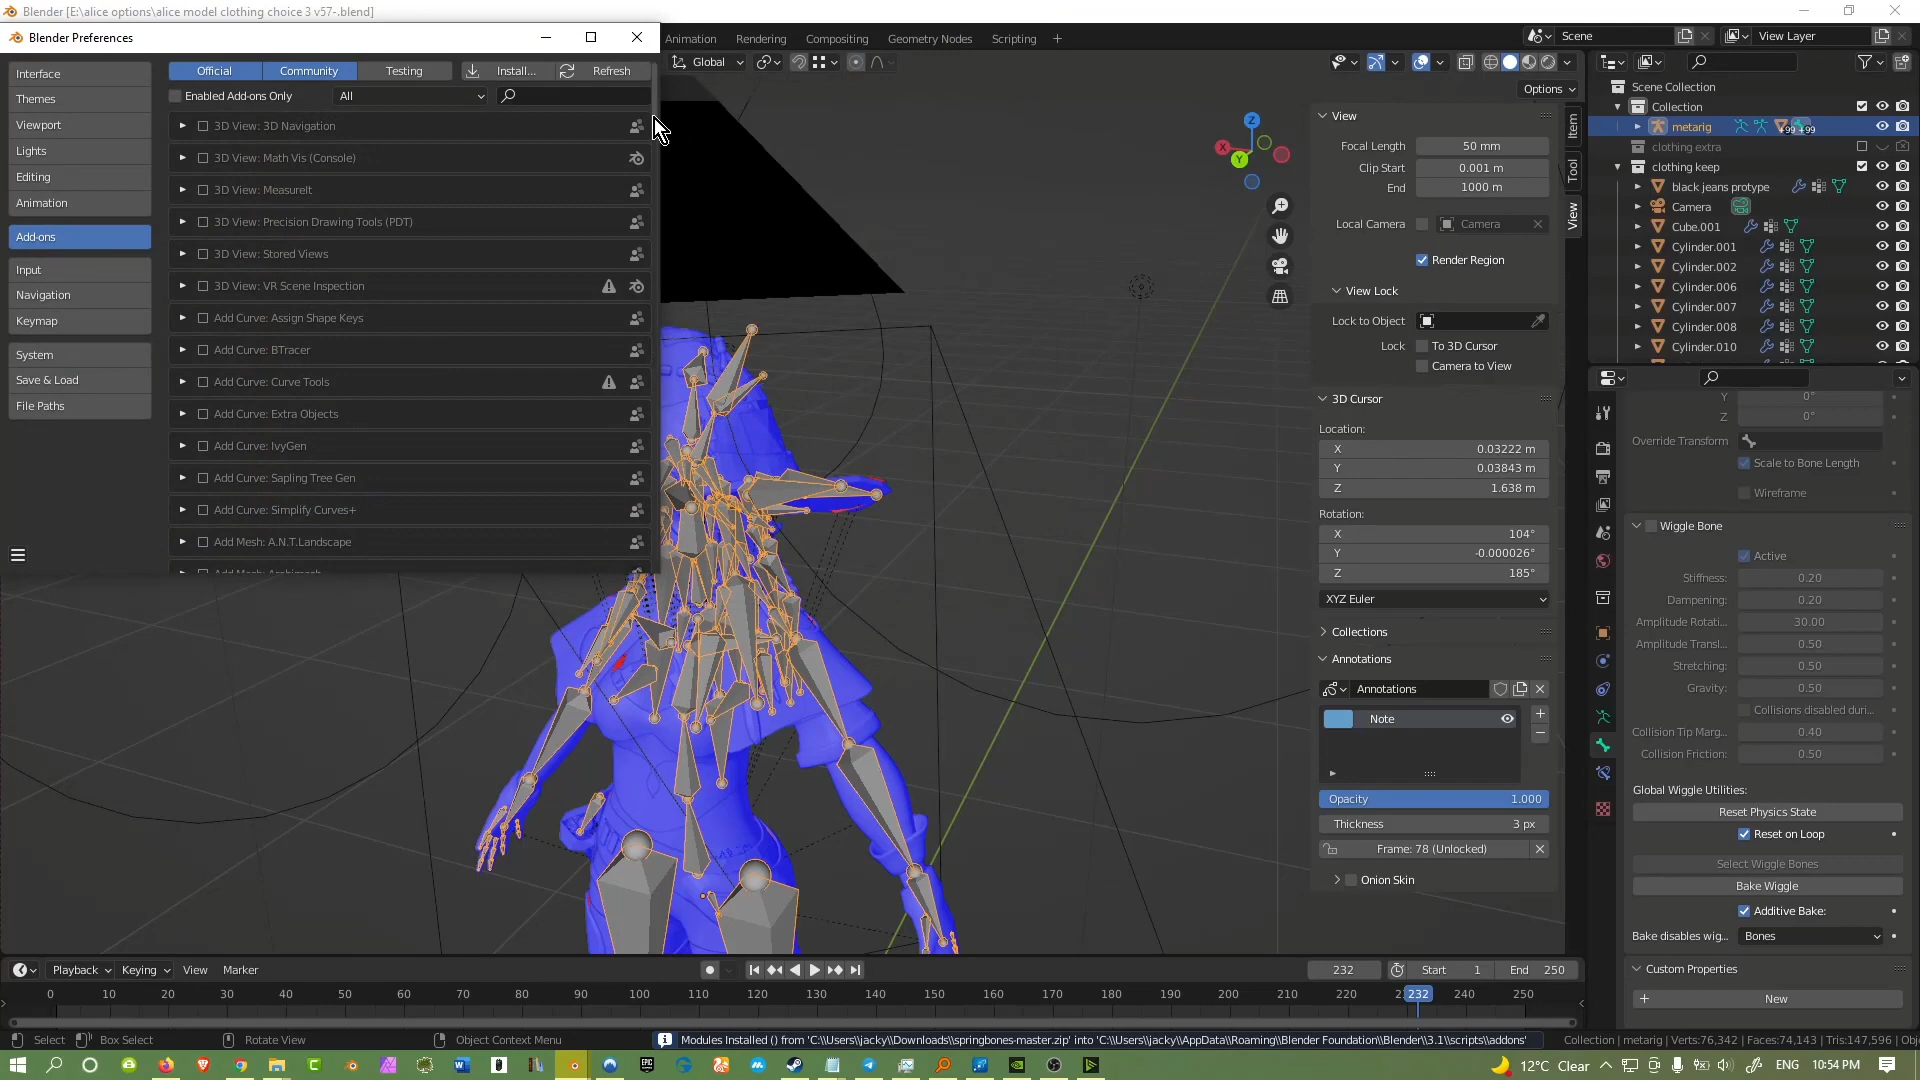 Blender [E:\alice options\alice model clothing choice 3 v57-.blend]
Blender Preferences
Animation
Rendering
Compositing
Geometry Nodes
Scripting
Scene
View Layer
Interface
Themes
Viewport
Lights
Editing
Animation
Add-ons
Input
Navigation
Keymap
System
Save & Load
File Paths
Official
Community
Testing
Install...
Refresh
Enabled Add-ons Only
All
3D View: 3D Navigation
3D View: Math Vis (Console)
3D View: MeasureIt
3D View: Precision Drawing Tools (PDT)
3D View: Stored Views
3D View: VR Scene Inspection
Add Curve: Assign Shape Keys
Add Curve: BTracer
Add Curve: Curve Tools
Add Curve: Extra Objects
Add Curve: IvyGen
Add Curve: Sapling Tree Gen
Add Curve: Simplify Curves+
Add Mesh: A.N.T.Landscape
Global
Options
X
Y
Z
View
Focal Length 50 mm
Clip Start 0.001 m
End 1000 m
Local Camera Camera
Render Region
View Lock
Lock to Object
Lock To 3D Cursor
Camera to View
3D Cursor
Location:
X 0.03222 m
Y 0.03843 m
Z 1.638 m
Rotation:
X 104°
Y -0.000026°
Z 185°
XYZ Euler
Collections
Annotations
Annotations
Note
Opacity 1.000
Thickness 3 px
Frame: 78 (Unlocked)
Onion Skin
Item
Tool
View
Scene Collection
Collection
metarig +99 +99
clothing extra
clothing keep
black jeans protype
Camera
Cube.001
Cylinder.001
Cylinder.002
Cylinder.006
Cylinder.007
Cylinder.008
Cylinder.010
Y 0°
Z 0°
Override Transform
Scale to Bone Length
Wireframe
Wiggle Bone
Active
Stiffness: 0.20
Dampening: 0.20
Amplitude Rotati... 30.00
Amplitude Transl... 0.50
Stretching: 0.50
Gravity: 0.50
Collisions disabled duri...
Collision Tip Marg... 0.40
Collision Friction: 0.50
Global Wiggle Utilities:
Reset Physics State
Reset on Loop
Select Wiggle Bones
Bake Wiggle
Additive Bake:
Bake disables wig... Bones
Custom Properties
New
Playback
Keying
View
Marker
232
Start 1
End 250
0 10 20 30 40 50 60 70 80 90 100 110 120 130 140 150 160 170 180 190 200 210 220 232 240 250
Select
Box Select
Rotate View
Object Context Menu
Modules Installed () from 'C:\\Users\\jacky\\Downloads\\springbones-master.zip' into 'C:\\Users\\jacky\\AppData\\Roaming\\Blender Foundation\\Blender\\3.1\\scripts\\addons'
Collection | metarig | Verts:76,342 | Faces:74,143 | Tris:147,596 | Obj
12°C Clear
ENG
10:54 PM